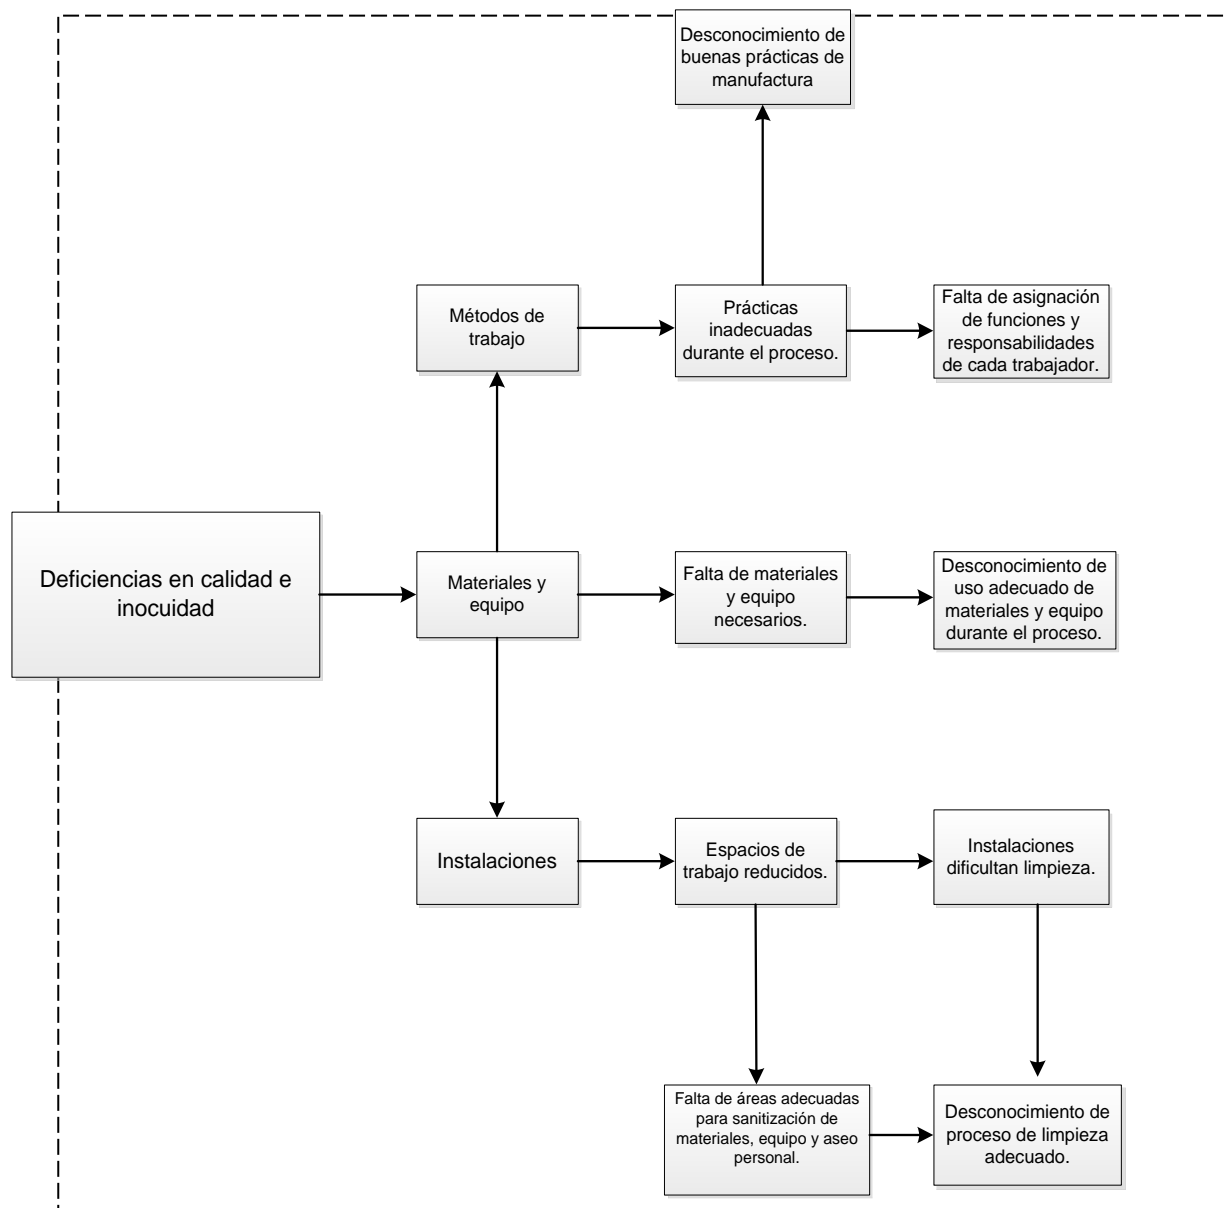 Desconocimiento de
buenas prácticas de
manufactura
Métodos de
trabajo
Prácticas
inadecuadas
durante el proceso.
Falta de asignación
de funciones y
responsabilidades
de cada trabajador.
Deficiencias en calidad e
inocuidad
Materiales y
equipo
Falta de materiales
y equipo
necesarios.
Desconocimiento de
uso adecuado de
materiales y equipo
durante el proceso.
Instalaciones
Espacios de
trabajo reducidos.
Instalaciones
dificultan limpieza.
Falta de áreas adecuadas
para sanitización de
materiales, equipo y aseo
personal.
Desconocimiento de
proceso de limpieza
adecuado.